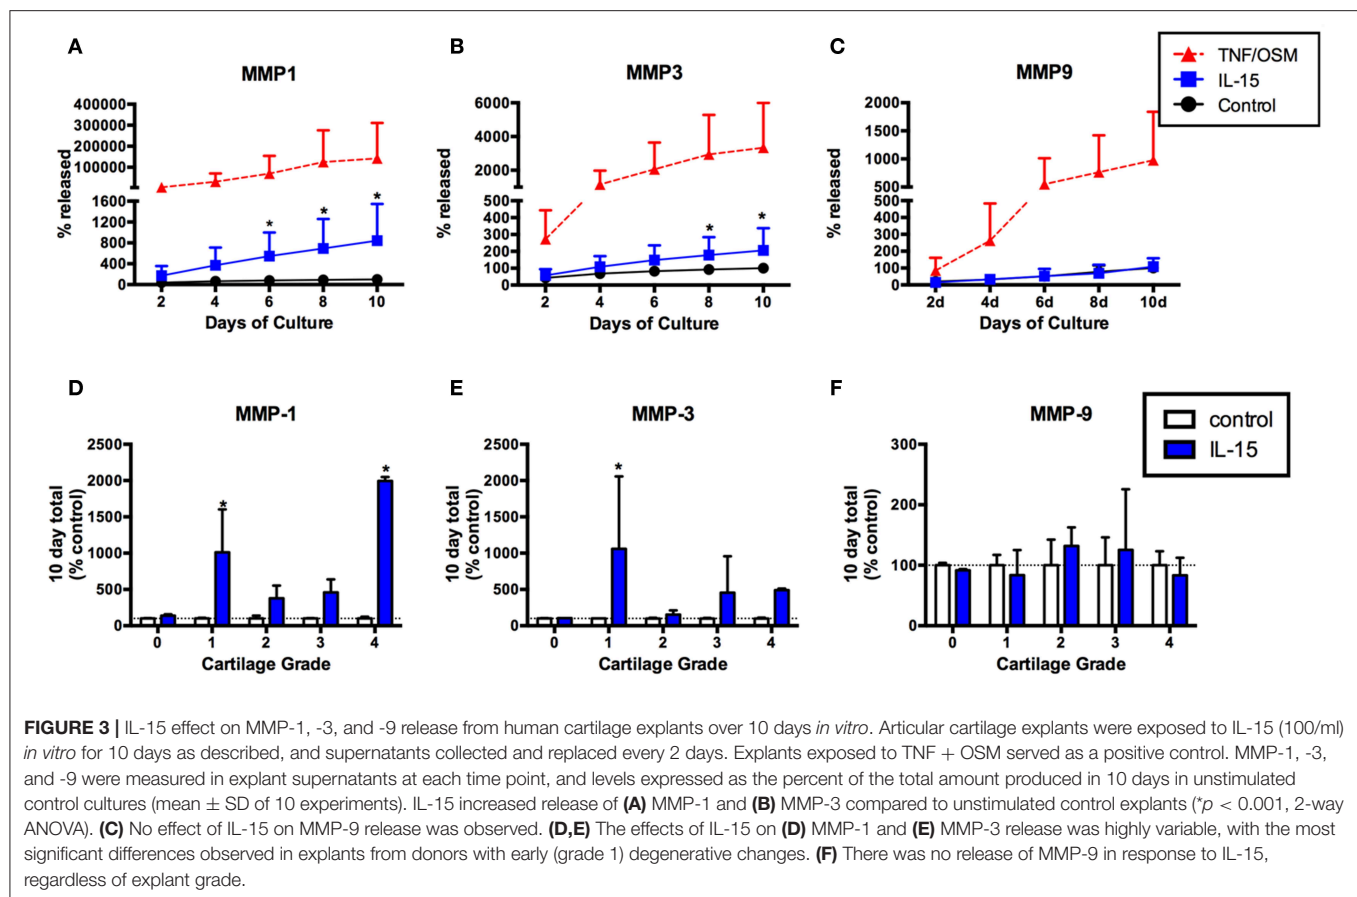 A
MMP1
% released
400000
300000
200000
100000
1600
1200
800
400
0
* * *
2 4 6 8 10
Days of Culture
B
MMP3
6000
4000
2000
500
400
300
200
100
0
* *
2 4 6 8 10
Days of Culture
C
MMP9
2000
1500
1000
500
500
400
300
200
100
0
2d 4d 6d 8d 10d
Days of Culture
TNF/OSM
IL-15
Control
D
MMP-1
10 day total
(% control)
2500
2000
1500
1000
500
0
* *
0 1 2 3 4
Cartilage Grade
E
MMP-3
10 day total
(% control)
2500
2000
1500
1000
500
0
*
0 1 2 3 4
Cartilage Grade
F
MMP-9
10 day total
(% control)
300
200
100
0
0 1 2 3 4
Cartilage Grade
control
IL-15
FIGURE 3 | IL-15 effect on MMP-1, -3, and -9 release from human cartilage explants over 10 days in vitro. Articular cartilage explants were exposed to IL-15 (100/ml)
in vitro for 10 days as described, and supernatants collected and replaced every 2 days. Explants exposed to TNF + OSM served as a positive control. MMP-1, -3,
and -9 were measured in explant supernatants at each time point, and levels expressed as the percent of the total amount produced in 10 days in unstimulated
control cultures (mean ± SD of 10 experiments). IL-15 increased release of (A) MMP-1 and (B) MMP-3 compared to unstimulated control explants (*p < 0.001, 2-way
ANOVA). (C) No effect of IL-15 on MMP-9 release was observed. (D,E) The effects of IL-15 on (D) MMP-1 and (E) MMP-3 release was highly variable, with the most
significant differences observed in explants from donors with early (grade 1) degenerative changes. (F) There was no release of MMP-9 in response to IL-15,
regardless of explant grade.